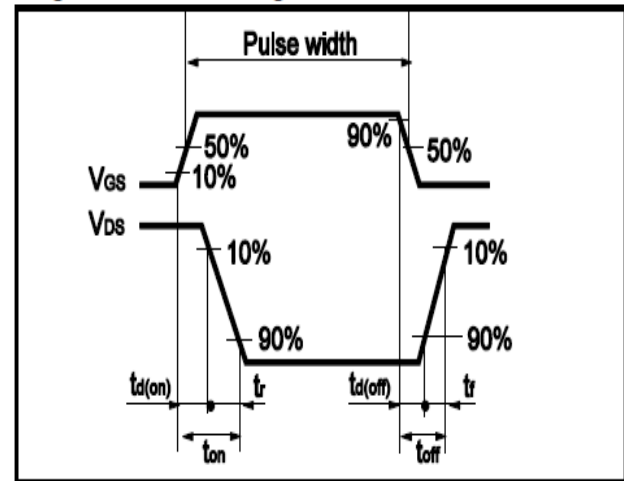 Pulse width
90%
50%
50%
10%
VGS
VDS
10%
10%
90%
90%
td(on)
tr
td(off)
tf
ton
toff